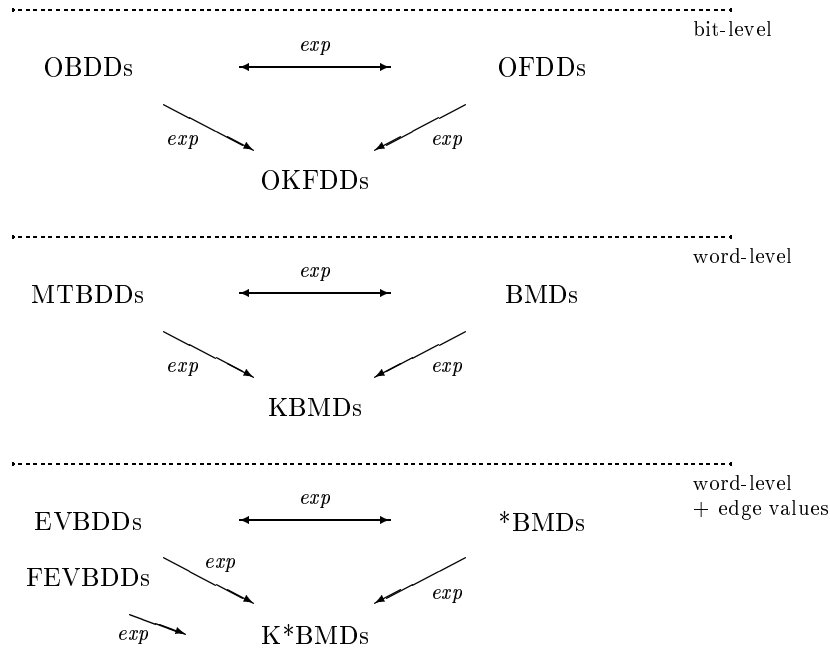 bit-level
exp
OBDDs
OFDDs
exp
exp
OKFDDs
word-level
exp
MTBDDs
BMDs
exp
exp
KBMDs
word-level
+ edge values
exp
EVBDDs
*BMDs
exp
FEVBDDs
exp
exp
K*BMDs